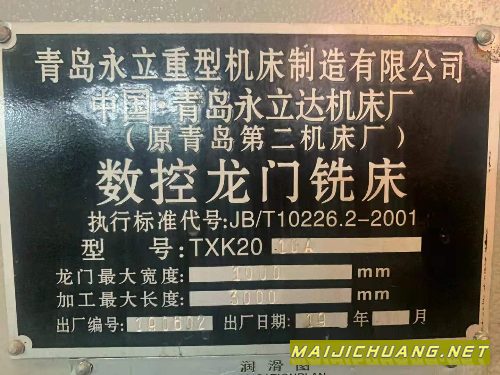 青岛永立重型机床制造有限公司
中国·青岛永立达机床厂
(原青岛第二机床厂)
数控龙门铣床
执行标准代号:JB/T10226.2-2001
型 号:TXK20
龙门最大宽度: mm
加工最大长度: 3000 mm
出厂编号: 出厂日期: 年 月
润滑图
MAIJICHUANG.NET